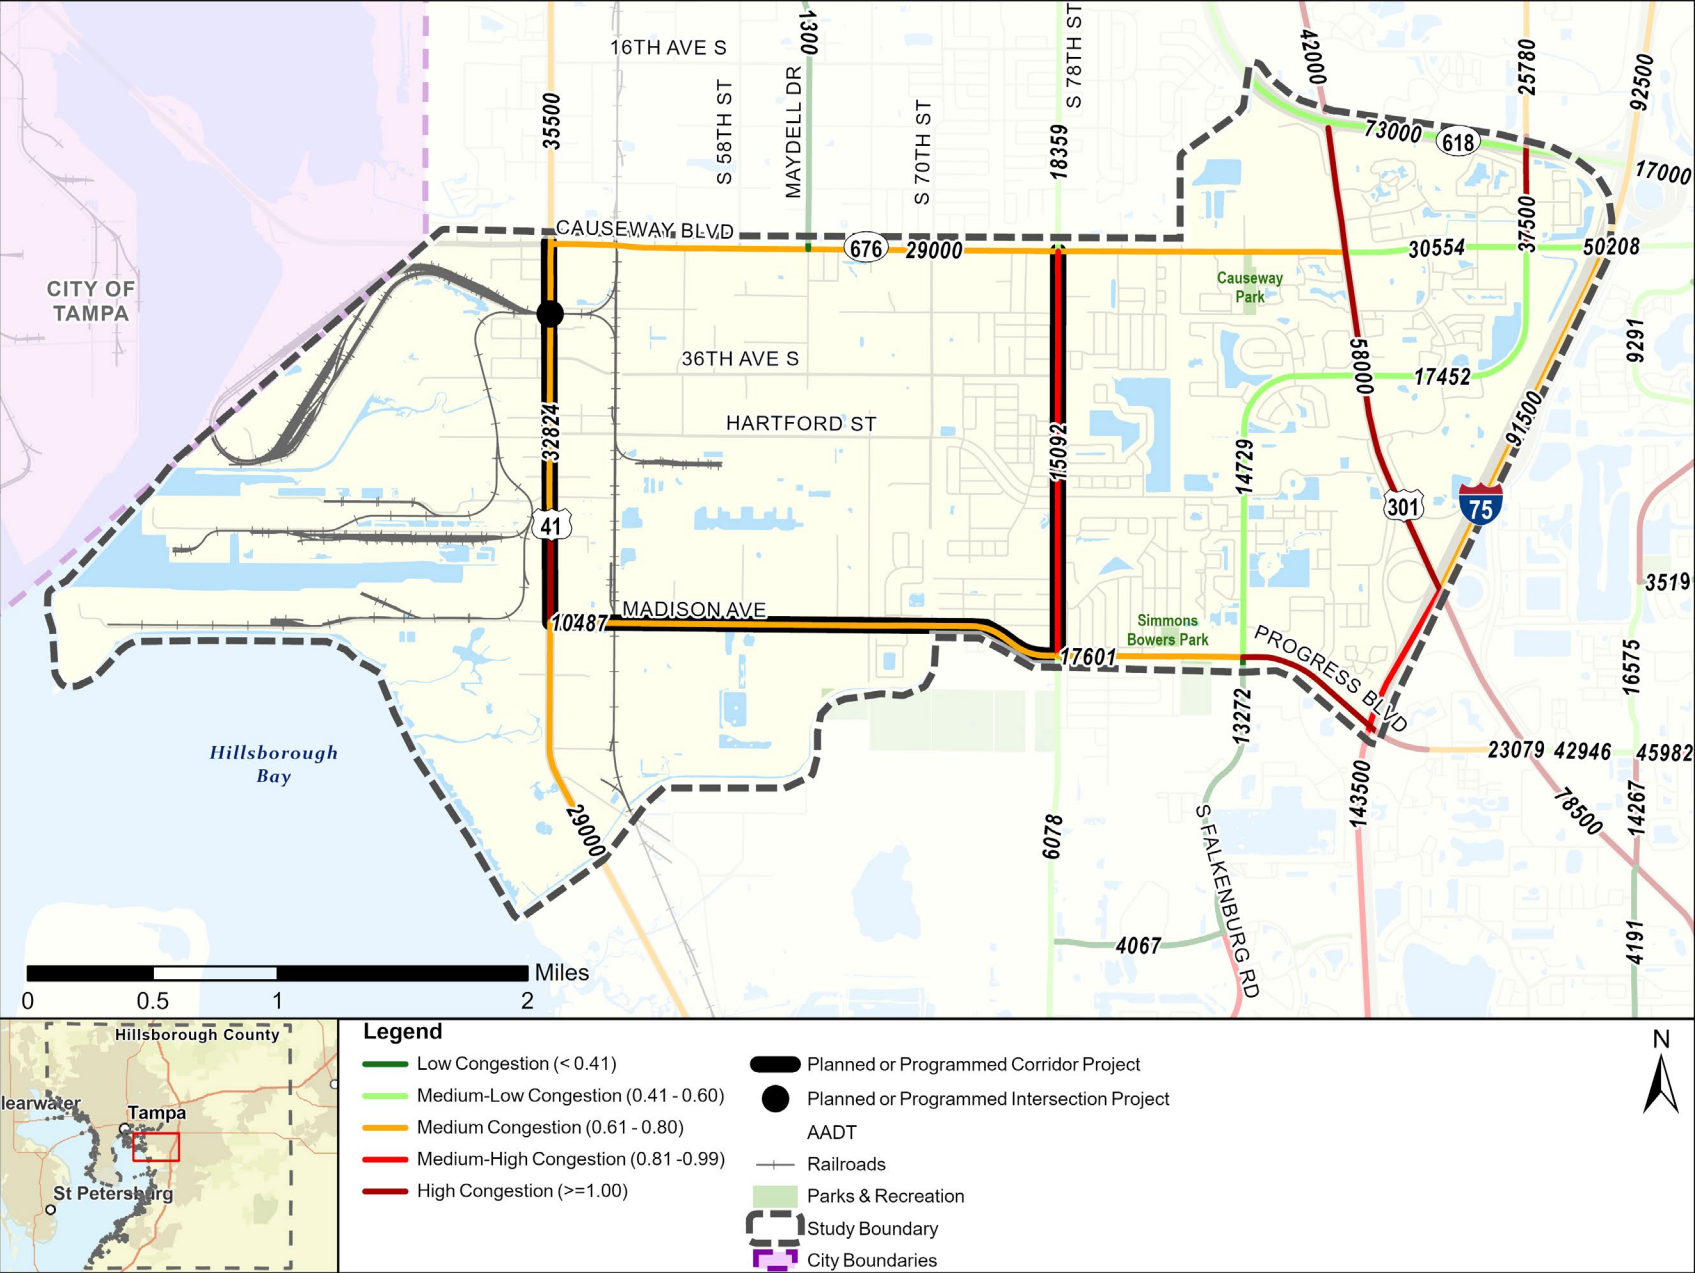 16TH AVE S
S 58TH ST
MAYDELL DR
1300
S 70TH ST
S 78TH ST
35500
18359
42000
25780
92500
73000
618
17000
CAUSEWAY BLVD
676
29000
30554
37500
50208
CITY OF
TAMPA
Causeway
Park
36TH AVE S
58000
17452
9291
HARTFORD ST
32824
15092
14729
91500
301
75
41
3519
MADISON AVE
10487
Simmons
Bowers Park
17601
PROGRESS BLVD
16575
13272
Hillsborough
Bay
23079
42946
45982
29000
6078
143500
78500
14267
S FALKENBURG RD
4067
4191
Miles
0
0.5
1
2
Hillsborough County
learwater
Tampa
St Petersburg
Legend
Low Congestion (< 0.41)
Medium-Low Congestion (0.41 - 0.60)
Medium Congestion (0.61 - 0.80)
Medium-High Congestion (0.81 -0.99)
High Congestion (>=1.00)
Planned or Programmed Corridor Project
Planned or Programmed Intersection Project
AADT
Railroads
Parks & Recreation
Study Boundary
City Boundaries
N